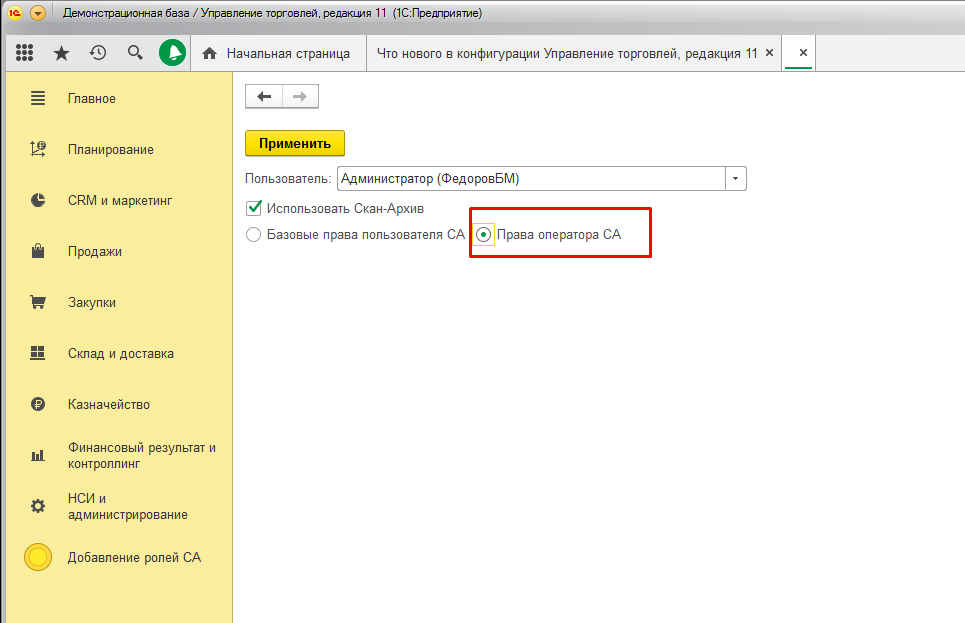 1С Демонстрационная база / Управление торговлей, редакция 11 (1С:Предприятие)
Начальная страница
Что нового в конфигурации Управление торговлей, редакция 11
Главное
Планирование
CRM и маркетинг
Продажи
Закупки
Склад и доставка
Казначейство
Финансовый результат и
контроллинг
НСИ и
администрирование
Добавление ролей СА
Применить
Пользователь: Администратор (ФедоровБМ)
Использовать Скан-Архив
Базовые права пользователя СА Права оператора СА